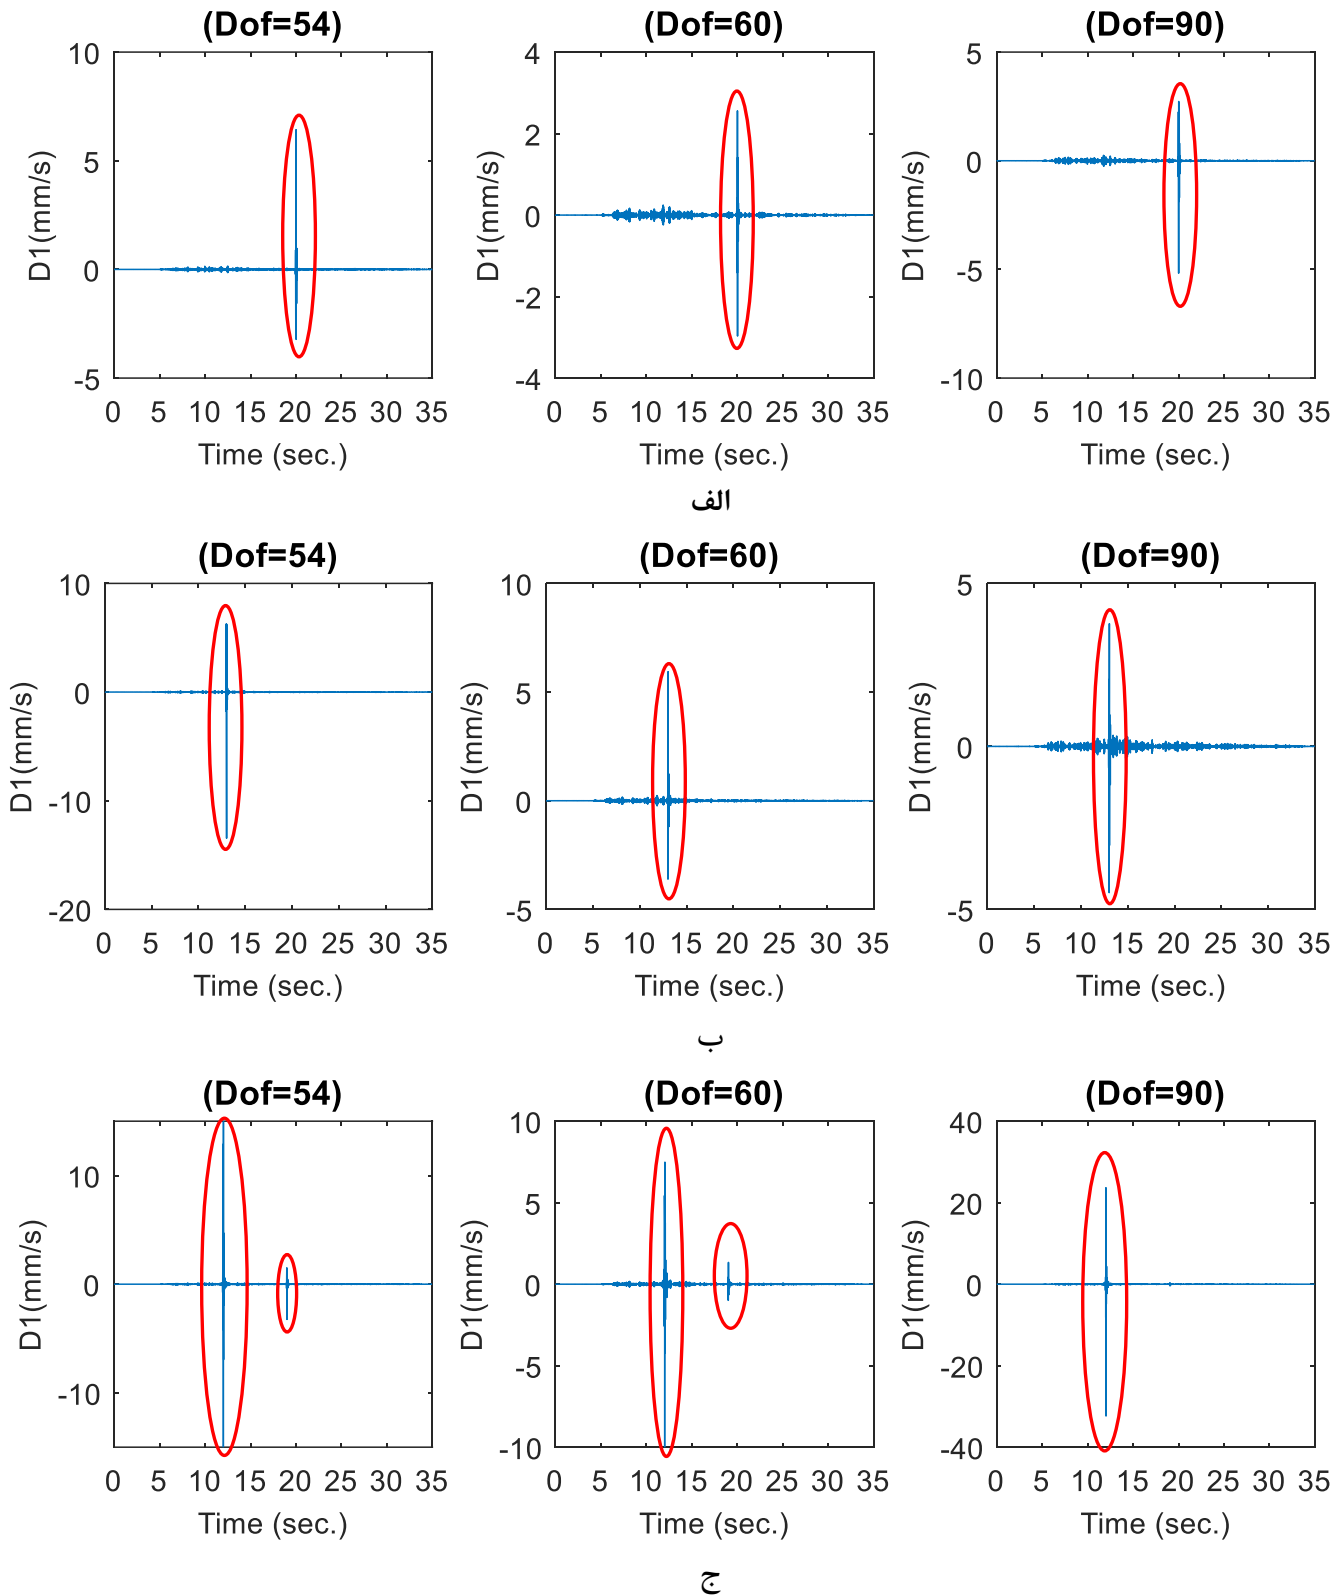 (Dof=54) (Dof=60) (Dof=90)
10 5 0 -5
D1(mm/s)
0 5 10 15 20 25 30 35
Time (sec.)
4 2 0 -2 -4
D1(mm/s)
0 5 10 15 20 25 30 35
Time (sec.)
5 0 -5 -10
D1(mm/s)
0 5 10 15 20 25 30 35
Time (sec.)
الف
(Dof=54) (Dof=60) (Dof=90)
10 0 -10 -20
D1(mm/s)
0 5 10 15 20 25 30 35
Time (sec.)
10 5 0 -5
D1(mm/s)
0 5 10 15 20 25 30 35
Time (sec.)
5 0 -5
D1(mm/s)
0 5 10 15 20 25 30 35
Time (sec.)
ب
(Dof=54) (Dof=60) (Dof=90)
10 0 -10
D1(mm/s)
0 5 10 15 20 25 30 35
Time (sec.)
10 5 0 -5 -10
D1(mm/s)
0 5 10 15 20 25 30 35
Time (sec.)
40 20 0 -20 -40
D1(mm/s)
0 5 10 15 20 25 30 35
Time (sec.)
ج